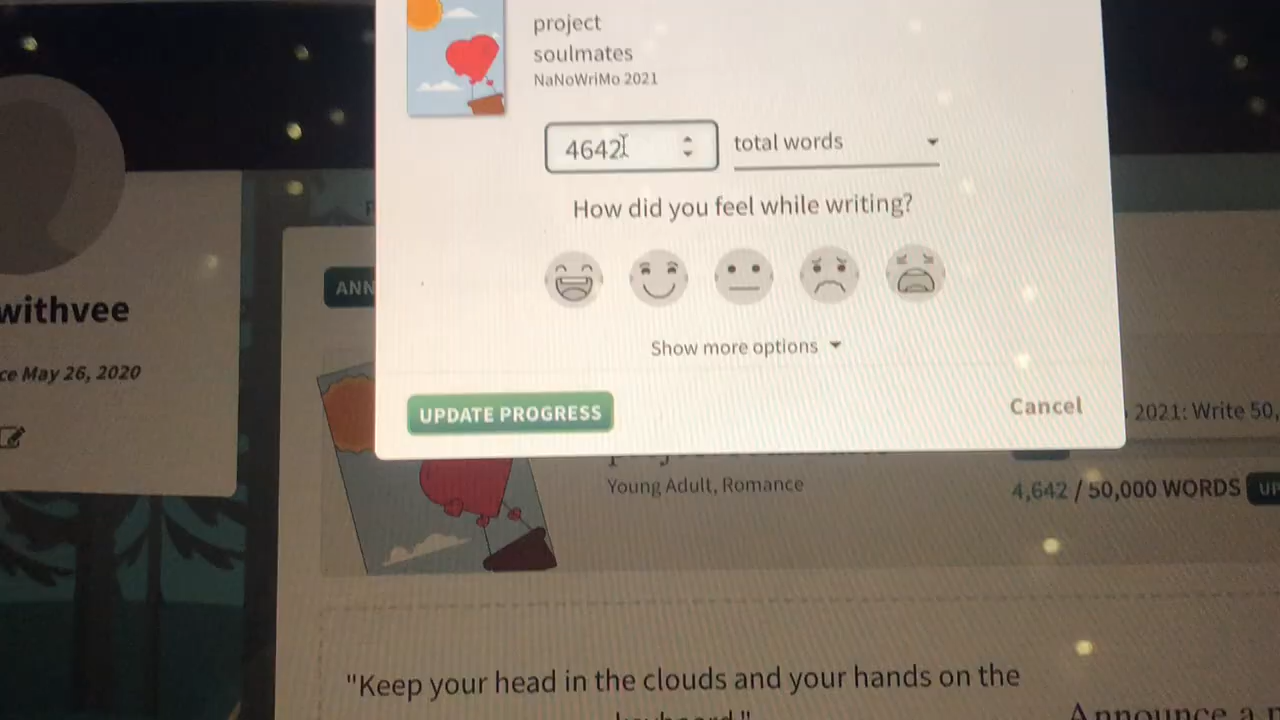 project
soulmates
NaNoWriMo 2021
4642
total words
How did you feel while writing?
Show more options
UPDATE PROGRESS
Cancel
withvee
ce May 26, 2020
ANN
2021: Write 50,
Young Adult, Romance
4,642 / 50,000 WORDS
UP
"Keep your head in the clouds and your hands on the
Announce a